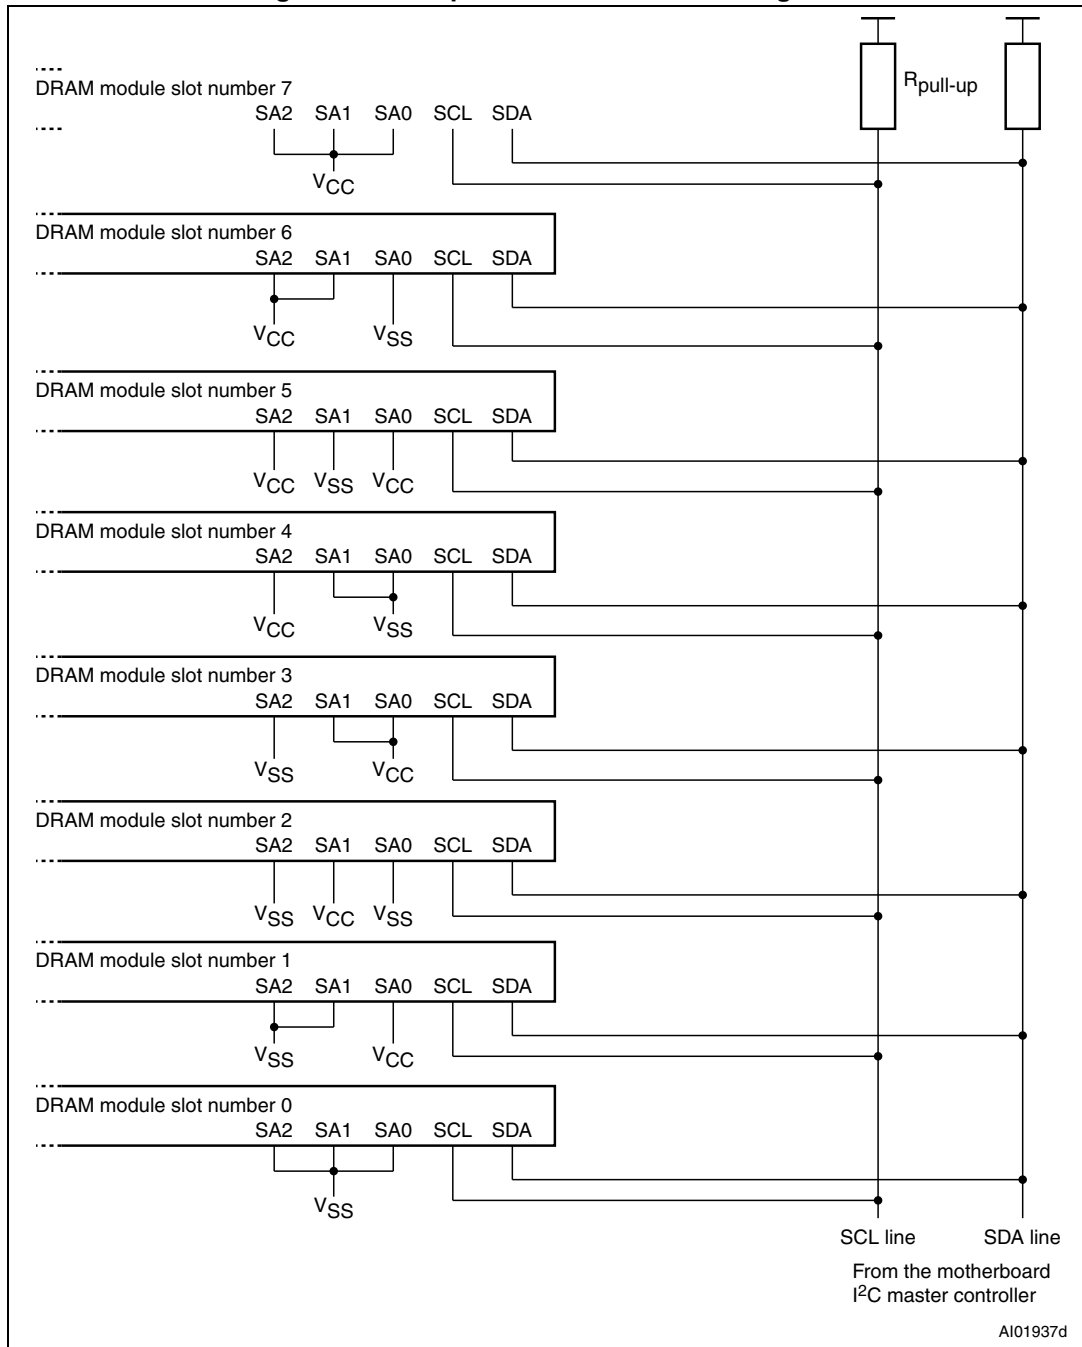 Rpull-up
DRAM module slot number 7
SA2 SA1 SA0 SCL SDA
VCC
DRAM module slot number 6
SA2 SA1 SA0 SCL SDA
VCC VSS
DRAM module slot number 5
SA2 SA1 SA0 SCL SDA
VCC VSS VCC
DRAM module slot number 4
SA2 SA1 SA0 SCL SDA
VCC VSS
DRAM module slot number 3
SA2 SA1 SA0 SCL SDA
VSS VCC
DRAM module slot number 2
SA2 SA1 SA0 SCL SDA
VSS VCC VSS
DRAM module slot number 1
SA2 SA1 SA0 SCL SDA
VSS VCC
DRAM module slot number 0
SA2 SA1 SA0 SCL SDA
VSS
SCL line SDA line
From the motherboard
I2C master controller
AI01937d